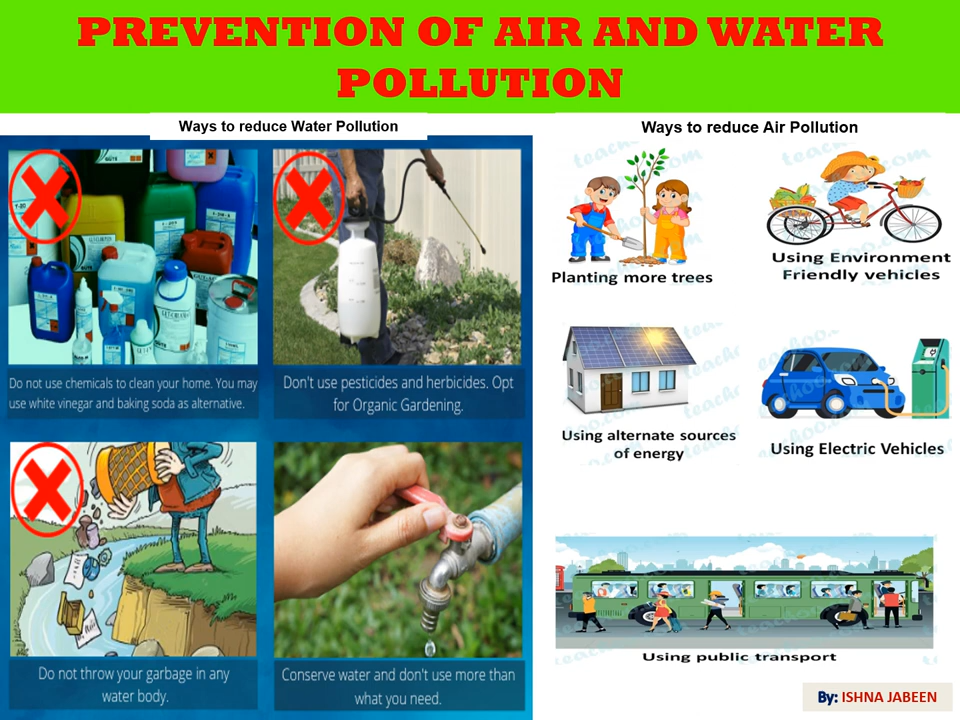 PREVENTION OF AIR AND WATER
POLLUTION
Ways to reduce Water Pollution
Do not use chemicals to clean your home. You may
use white vinegar and baking soda as alternative.
Don't use pesticides and herbicides. Opt
for Organic Gardening.
Do not throw your garbage in any
water body.
Conserve water and don't use more than
what you need.
Ways to reduce Air Pollution
Planting more trees
Using Environment
Friendly vehicles
Using alternate sources
of energy
Using Electric Vehicles
Using public transport
By: ISHNA JABEEN